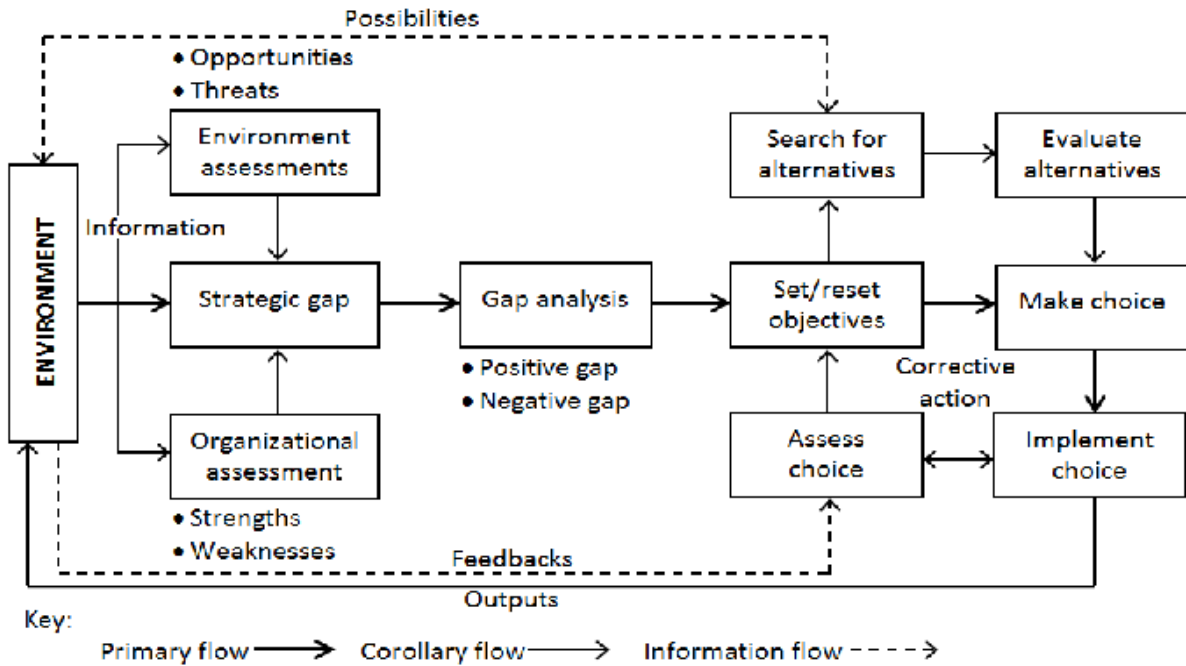 Possibilities
• Opportunities
• Threats
Environment
assessments
Search for
alternatives
Evaluate
alternatives
ENVIRONMENT
Information
Strategic gap
Gap analysis
Set/reset
objectives
Make choice
• Positive gap
• Negative gap
Corrective
action
Organizational
assessment
Assess
choice
Implement
choice
• Strengths
• Weaknesses
Feedbacks
Outputs
Key:
Primary flow
Corollary flow
Information flow